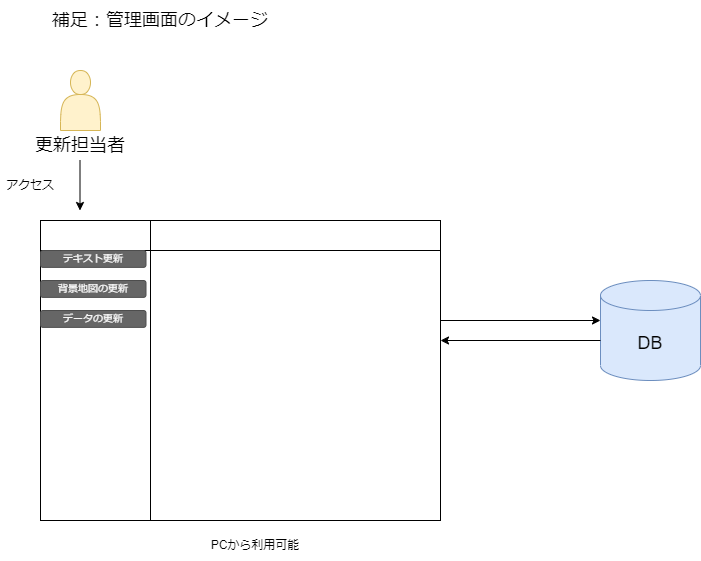 補足：管理画面のイメージ
更新担当者
アクセス
テキスト更新
背景地図の更新
データの更新
DB
PCから利用可能